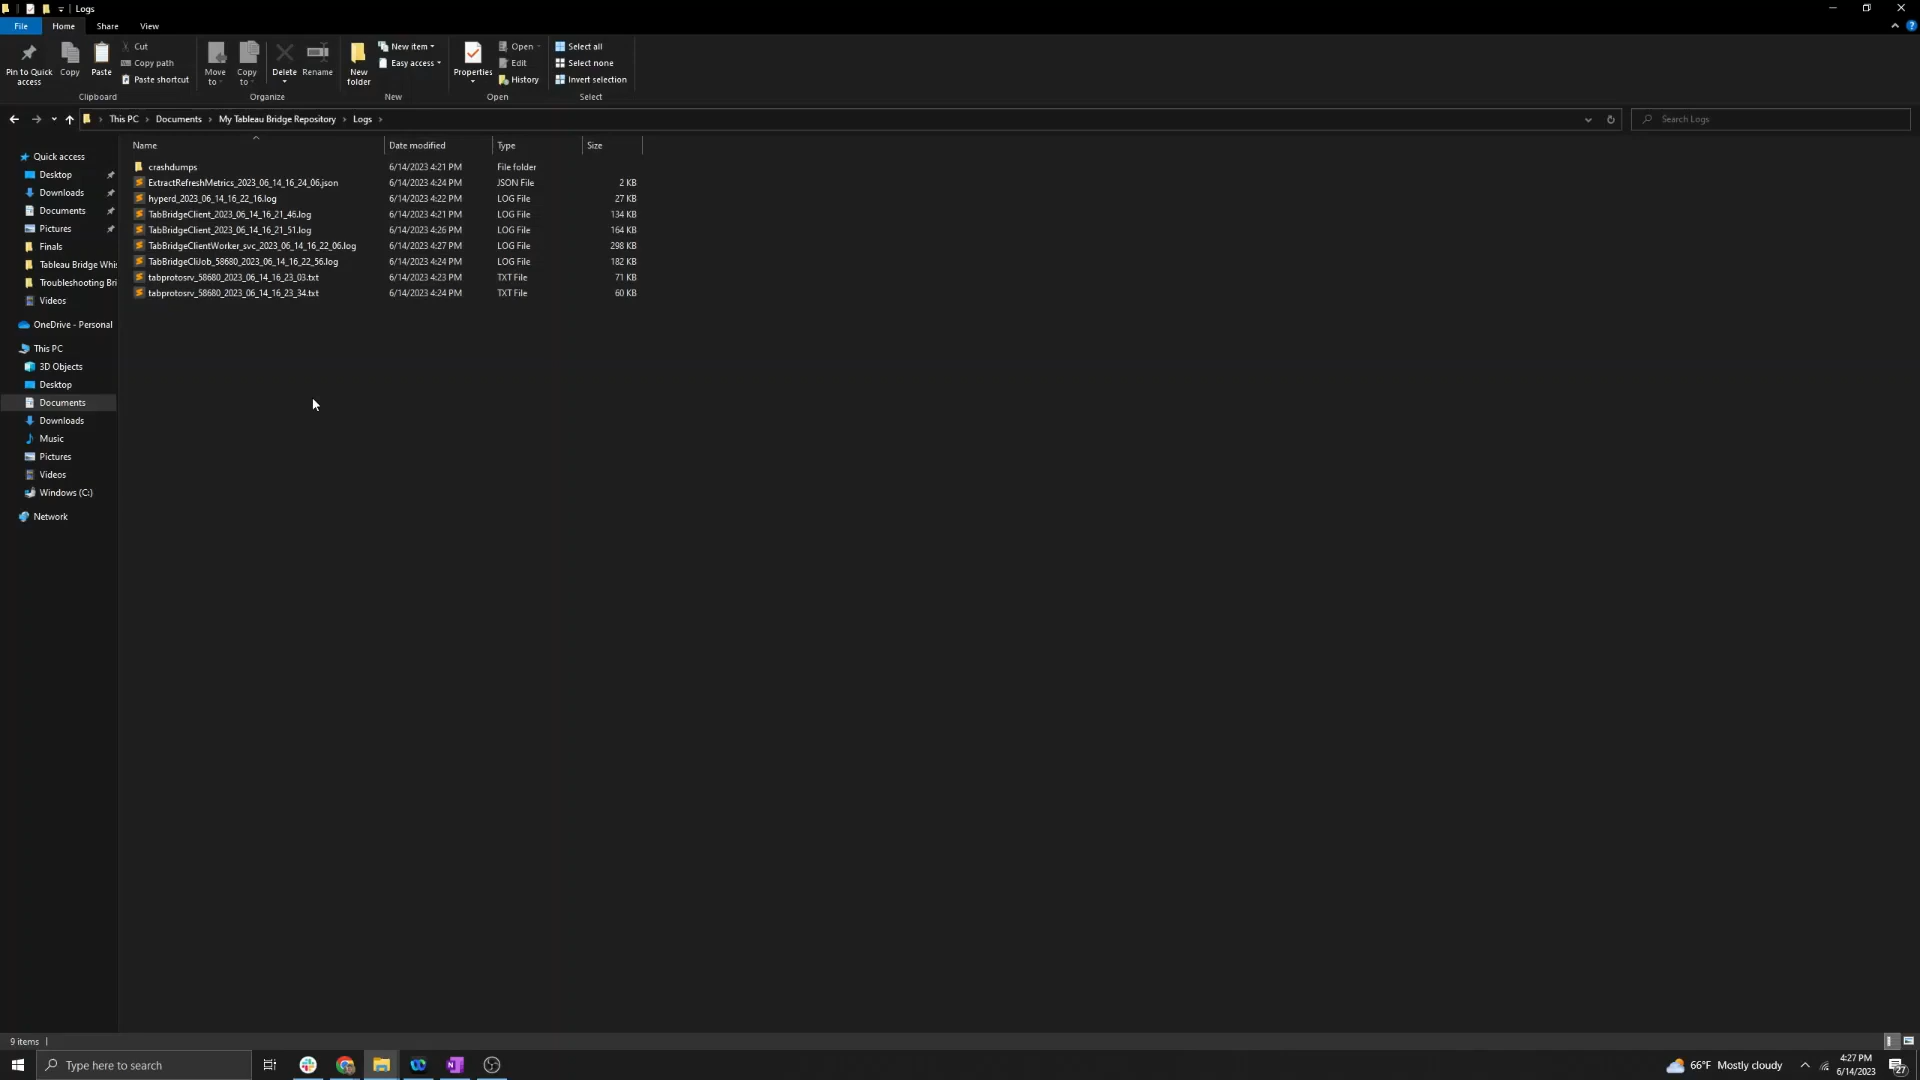 Logs
File Home Share View
Pin to Quick access
Copy
Paste
Cut
Copy path
Paste shortcut
Clipboard
Move to
Copy to
Delete
Rename
Organize
New folder
New item
Easy access
New
Properties
Open
Edit
History
Open
Select all
Select none
Invert selection
Select
This PC > Documents > My Tableau Bridge Repository > Logs >
Search Logs
Name Date modified Type Size
crashdumps 6/14/2023 4:21 PM File folder
ExtractRefreshMetrics_2023_06_14_16_24_06.json 6/14/2023 4:24 PM JSON File 2 KB
hyperd_2023_06_14_16_22_16.log 6/14/2023 4:22 PM LOG File 27 KB
TabBridgeClient_2023_06_14_16_21_46.log 6/14/2023 4:21 PM LOG File 134 KB
TabBridgeClient_2023_06_14_16_21_51.log 6/14/2023 4:26 PM LOG File 164 KB
TabBridgeClientWorker_svc_2023_06_14_16_22_06.log 6/14/2023 4:27 PM LOG File 298 KB
TabBridgeCliJob_58680_2023_06_14_16_22_56.log 6/14/2023 4:24 PM LOG File 182 KB
tabprotosrv_58680_2023_06_14_16_23_03.txt 6/14/2023 4:23 PM TXT File 71 KB
tabprotosrv_58680_2023_06_14_16_23_34.txt 6/14/2023 4:24 PM TXT File 60 KB
Quick access
Desktop
Downloads
Documents
Pictures
Finals
Tableau Bridge Whi
Troubleshooting Bri
Videos
OneDrive - Personal
This PC
3D Objects
Desktop
Documents
Downloads
Music
Pictures
Videos
Windows (C:)
Network
9 items
Type here to search
66°F Mostly cloudy
4:27 PM
6/14/2023
27